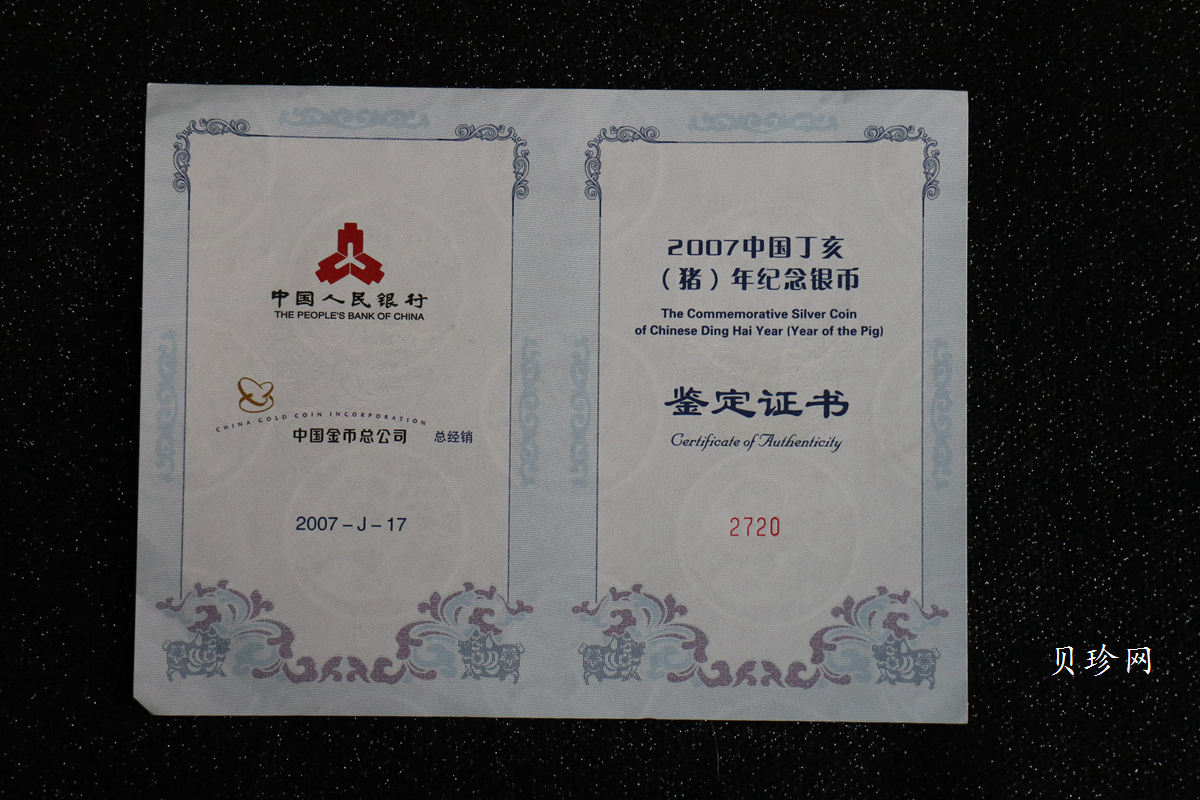 中国人民银行
THE PEOPLE'S BANK OF CHINA
CHINA GOLD COIN INCORPORATION
中国金币总公司 总经销
2007-J-17
2007中国丁亥
（猪）年纪念银币
The Commemorative Silver Coin
of Chinese Ding Hai Year (Year of the Pig)
鉴定证书
Certificate of Authenticity
2720
贝珍网